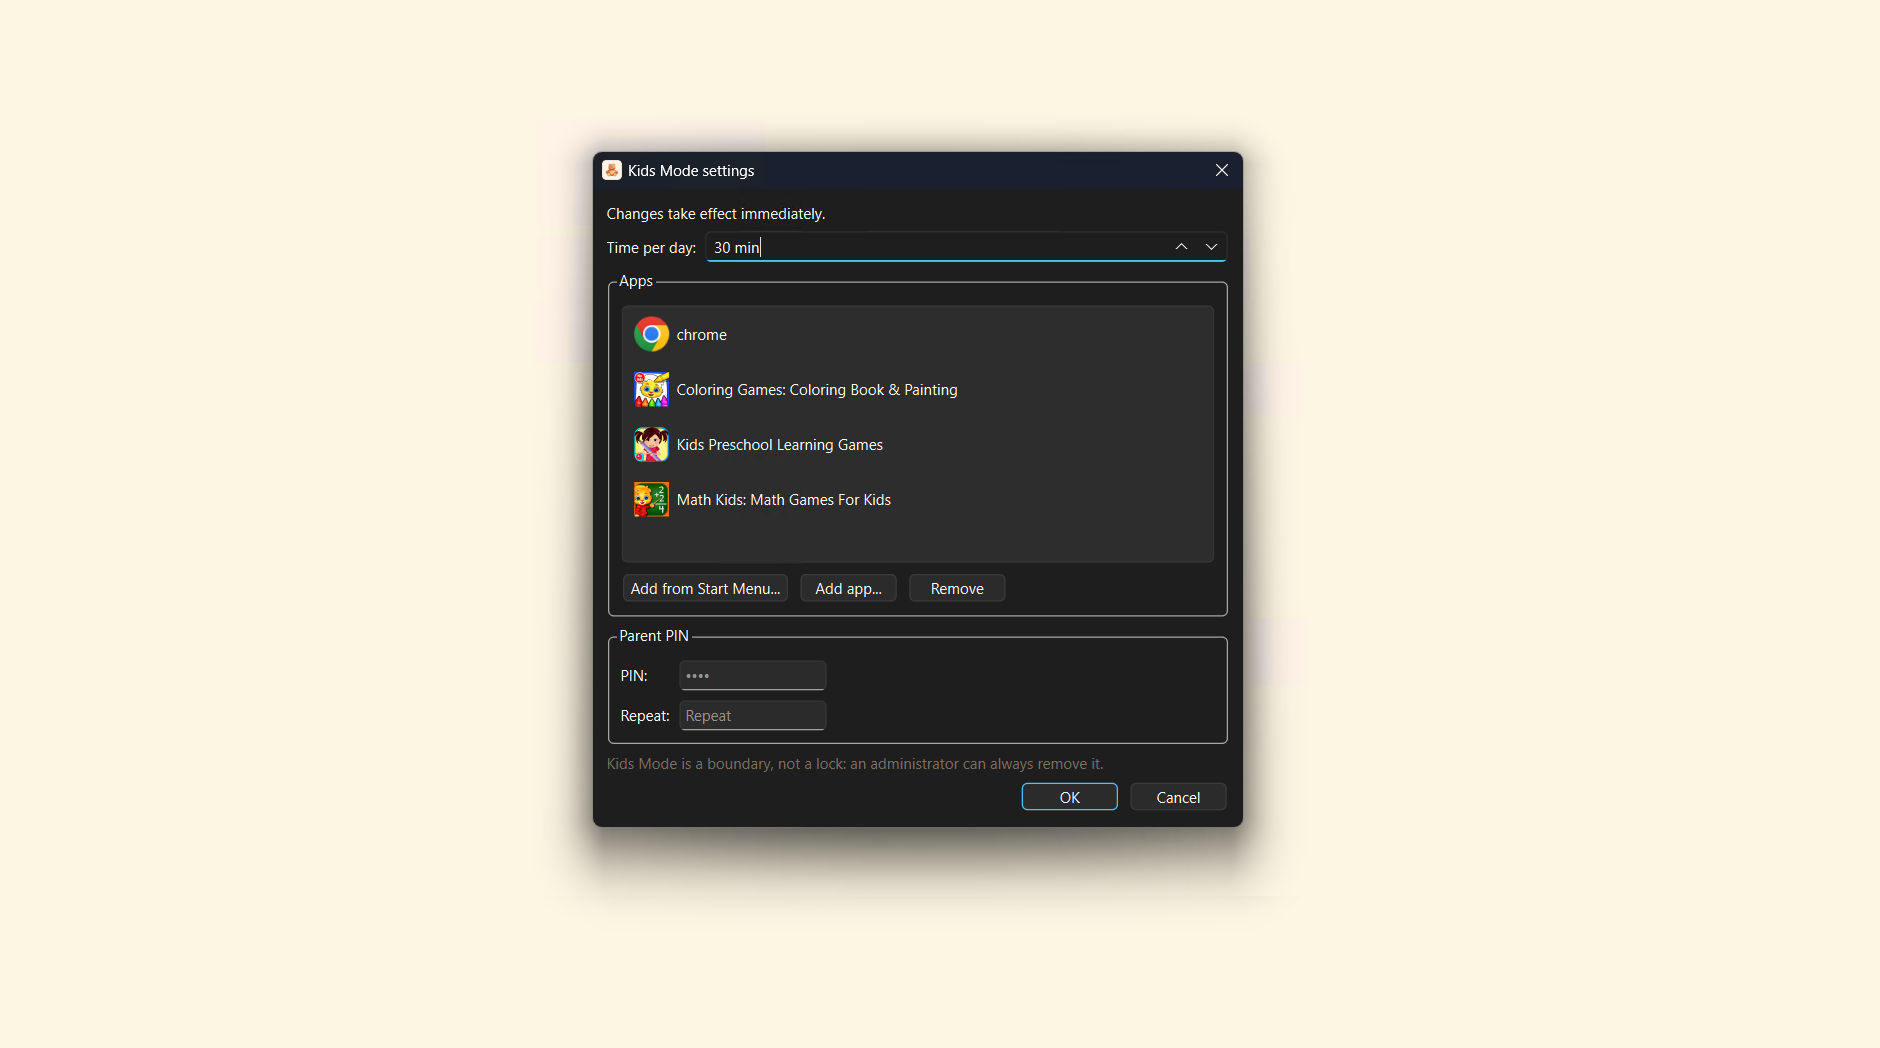 Kids Mode settings
Changes take effect immediately.
Time per day: 30 min
Apps
chrome
Coloring Games: Coloring Book & Painting
Kids Preschool Learning Games
Math Kids: Math Games For Kids
Add from Start Menu... Add app... Remove
Parent PIN
PIN: ••••
Repeat: Repeat
Kids Mode is a boundary, not a lock: an administrator can always remove it.
OK Cancel